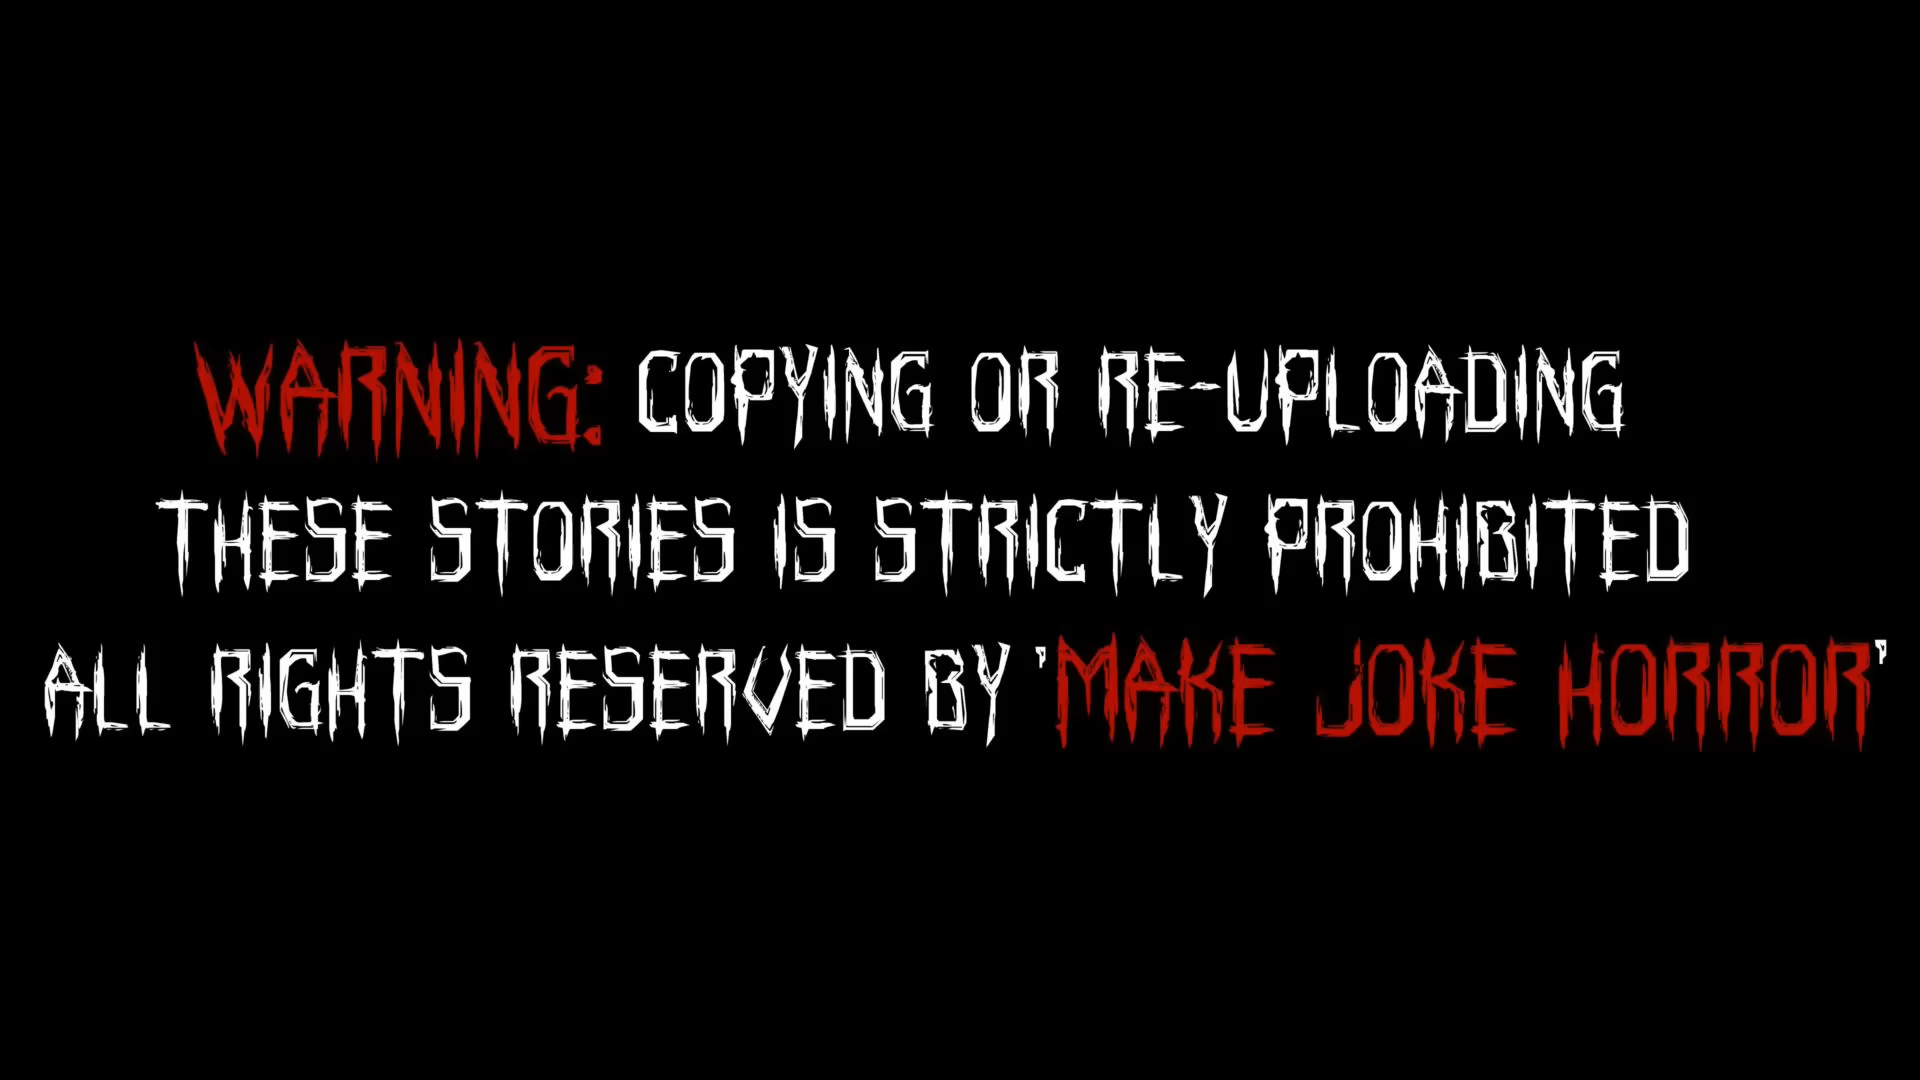 WARNING: COPYING OR RE-UPLOADING
THESE STORIES IS STRICTLY PROHIBITED
ALL RIGHTS RESERVED BY 'MAKE JOKE HORROR'